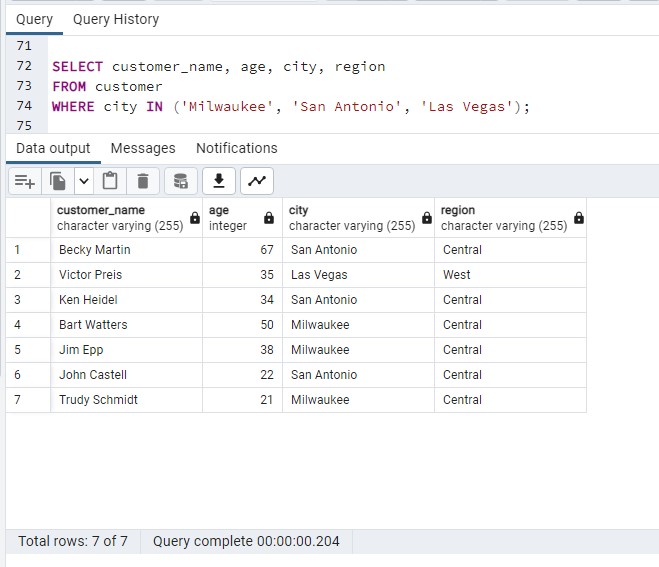 Query Query History
71
72 SELECT customer_name, age, city, region
73 FROM customer
74 WHERE city IN ('Milwaukee', 'San Antonio', 'Las Vegas');
75
Data output Messages Notifications
customer_name age city region
character varying (255) integer character varying (255) character varying (255)
1 Becky Martin 67 San Antonio Central
2 Victor Preis 35 Las Vegas West
3 Ken Heidel 34 San Antonio Central
4 Bart Watters 50 Milwaukee Central
5 Jim Epp 38 Milwaukee Central
6 John Castell 22 San Antonio Central
7 Trudy Schmidt 21 Milwaukee Central
Total rows: 7 of 7 Query complete 00:00:00.204